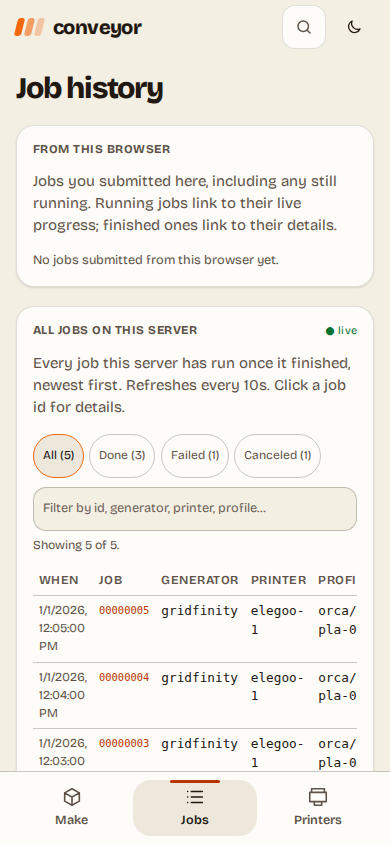 conveyor
Job history
FROM THIS BROWSER
Jobs you submitted here, including any still
running. Running jobs link to their live
progress; finished ones link to their details.
No jobs submitted from this browser yet.
ALL JOBS ON THIS SERVER
live
Every job this server has run once it finished,
newest first. Refreshes every 10s. Click a job
id for details.
All (5) Done (3) Failed (1) Canceled (1)
Filter by id, generator, printer, profile...
Showing 5 of 5.
WHEN JOB GENERATOR PRINTER PROFI
1/1/2026, 00000005 gridfinity elegoo- orca/
12:05:00 1 pla-0
PM
1/1/2026, 00000004 gridfinity elegoo- orca/
12:04:00 1 pla-0
PM
1/1/2026, 00000003 gridfinity elegoo- orca/
12:03:00 1 pla-0
Make Jobs Printers